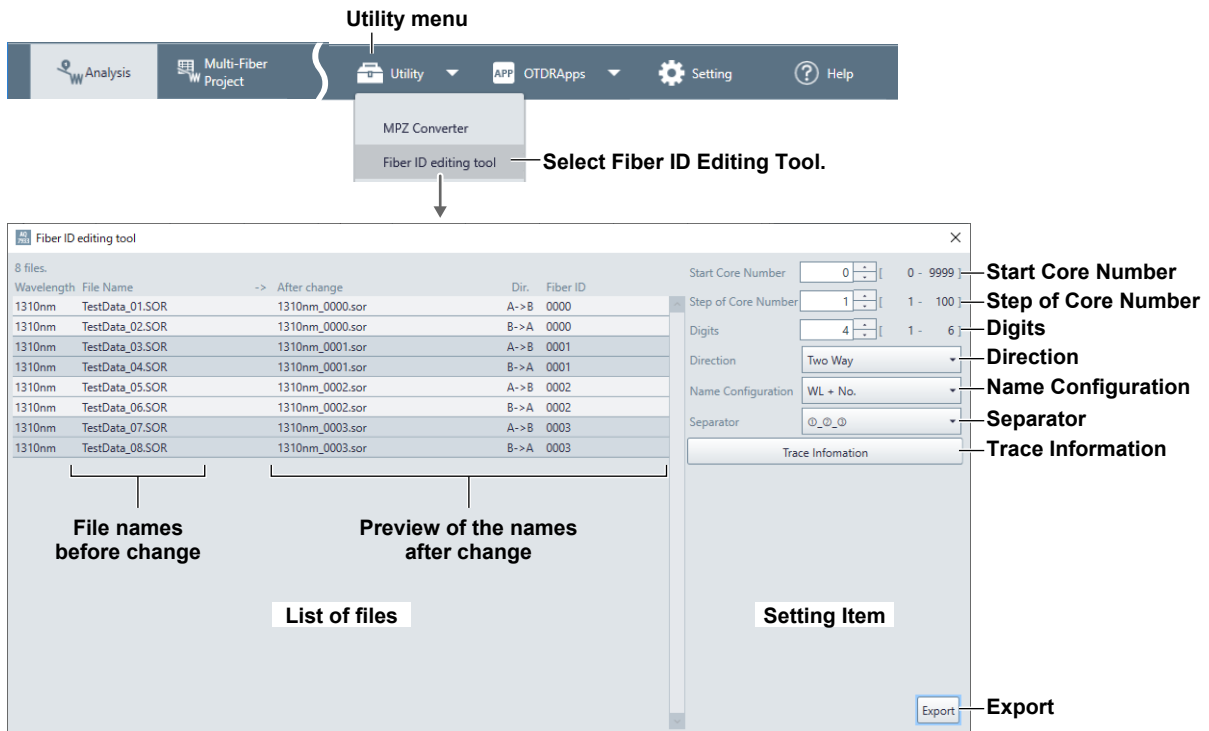 Utility menu
Analysis
Multi-Fiber
Project
Utility
APP OTDRApps
Setting
? Help
MPZ Converter
Fiber ID editing tool
Select Fiber ID Editing Tool.
Fiber ID editing tool
8 files.
Wavelength File Name -> After change Dir. Fiber ID
1310nm TestData_01.SOR 1310nm_0000.sor A->B 0000
1310nm TestData_02.SOR 1310nm_0000.sor B->A 0000
1310nm TestData_03.SOR 1310nm_0001.sor A->B 0001
1310nm TestData_04.SOR 1310nm_0001.sor B->A 0001
1310nm TestData_05.SOR 1310nm_0002.sor A->B 0002
1310nm TestData_06.SOR 1310nm_0002.sor B->A 0002
1310nm TestData_07.SOR 1310nm_0003.sor A->B 0003
1310nm TestData_08.SOR 1310nm_0003.sor B->A 0003
File names
before change
Preview of the names
after change
List of files
Start Core Number 0 [ 0 - 9999 ] Start Core Number
Step of Core Number 1 [ 1 - 100 ] Step of Core Number
Digits 4 [ 1 - 6 ] Digits
Direction Two Way Direction
Name Configuration WL + No. Name Configuration
Separator ①_②_③ Separator
Trace Infomation Trace Information
Setting Item
Export Export